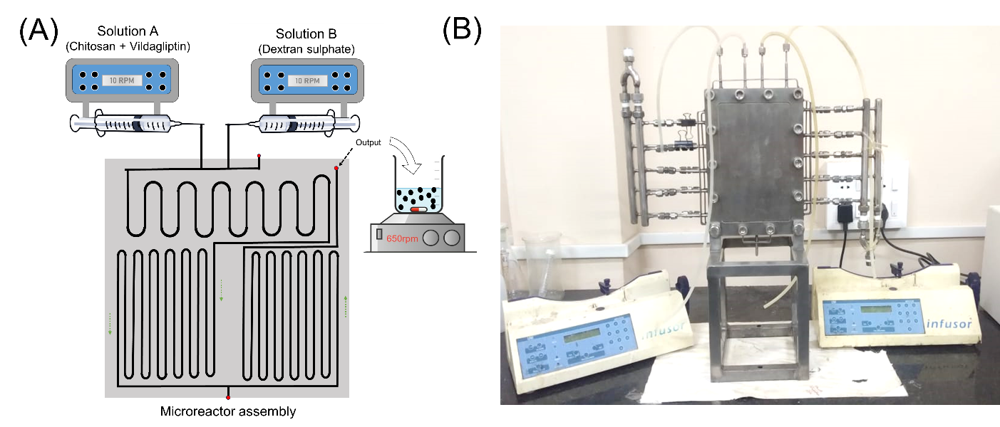 (A)
Solution A
(Chitosan + Vildagliptin)
10 RPM
Solution B
(Dextran sulphate)
10 RPM
Output
650rpm
Microreactor assembly
(B)
infusor
infusor